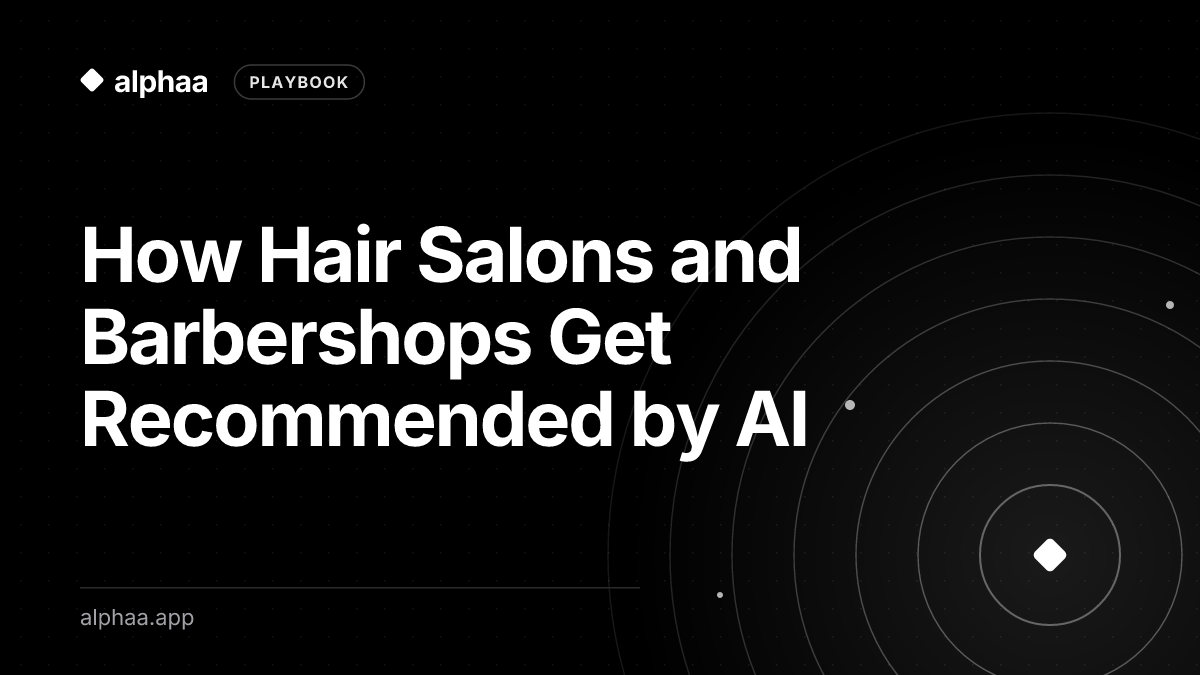 alphaa PLAYBOOK
How Hair Salons and
Barbershops Get
Recommended by AI
alphaa.app